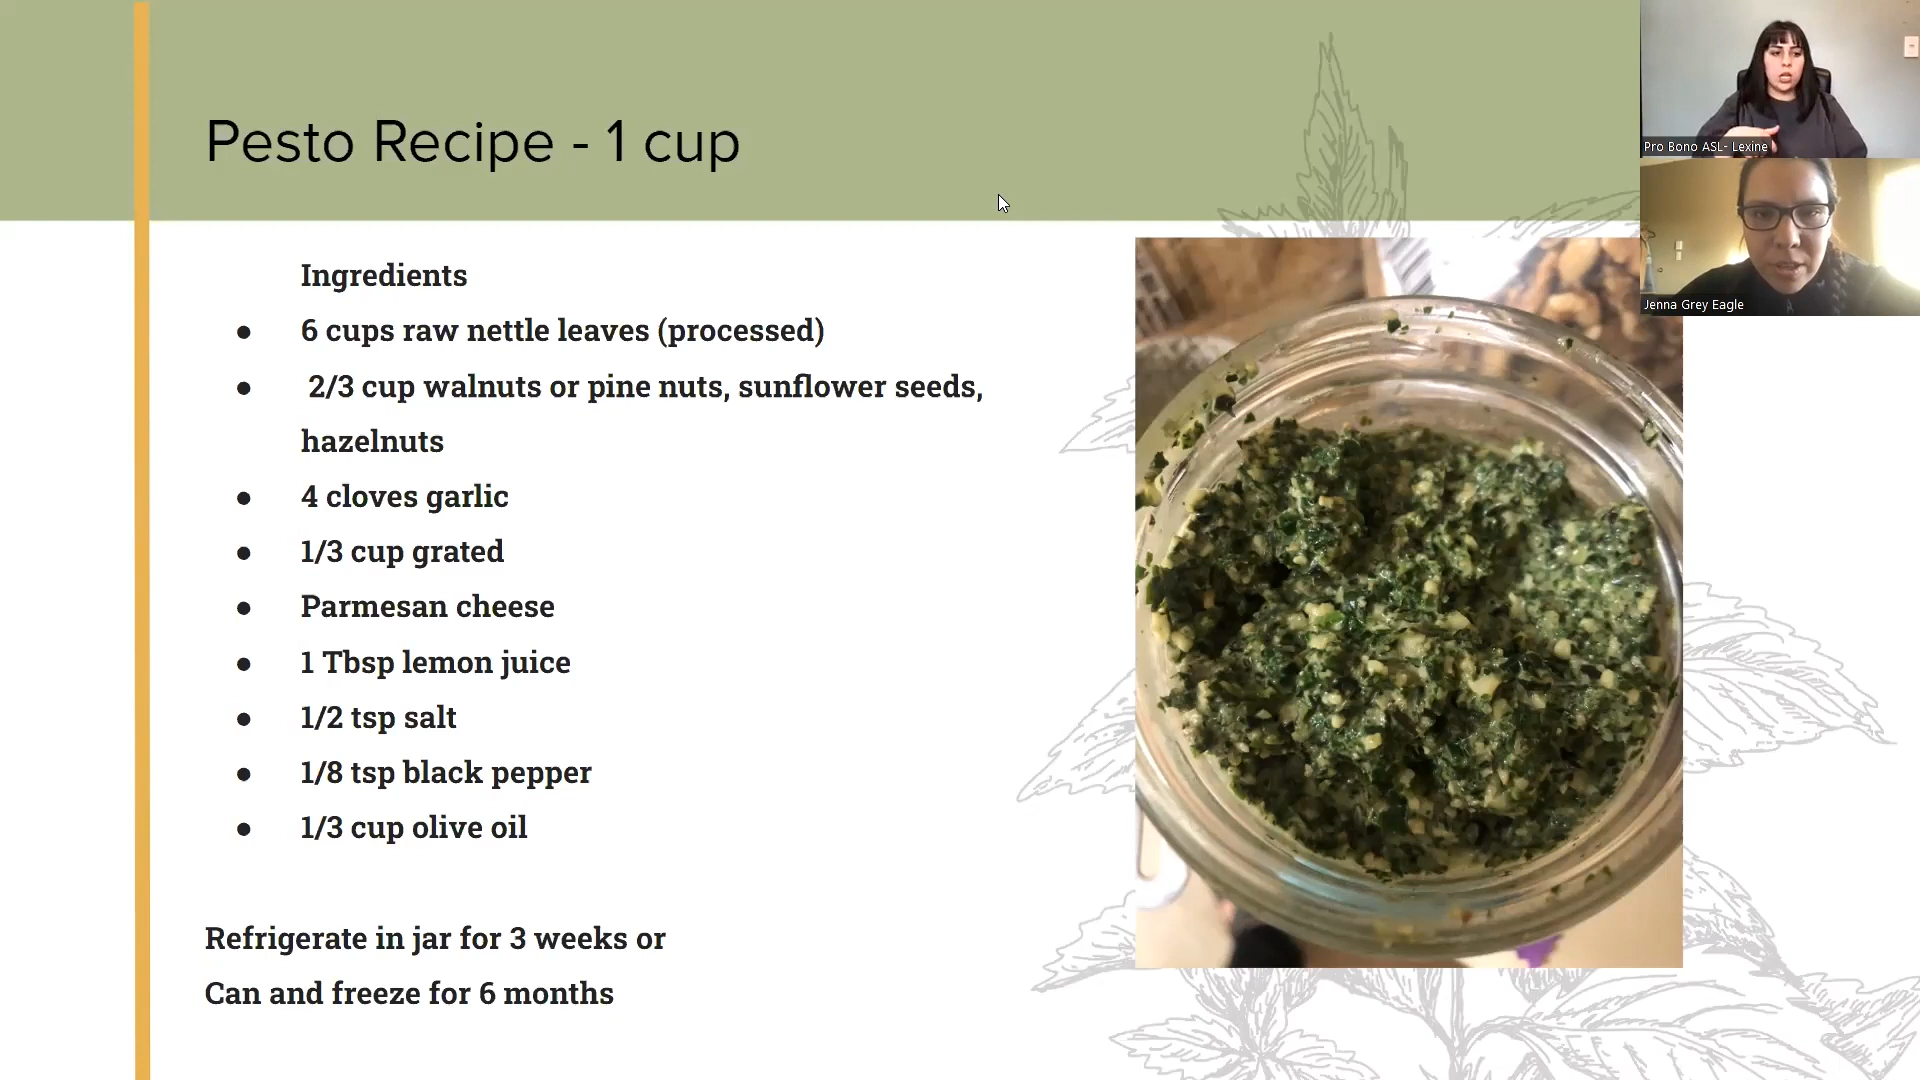 Pesto Recipe - 1 cup
Ingredients
● 6 cups raw nettle leaves (processed)
● 2/3 cup walnuts or pine nuts, sunflower seeds,
hazelnuts
● 4 cloves garlic
● 1/3 cup grated
● Parmesan cheese
● 1 Tbsp lemon juice
● 1/2 tsp salt
● 1/8 tsp black pepper
● 1/3 cup olive oil
Refrigerate in jar for 3 weeks or
Can and freeze for 6 months
Pro Bono ASL- Lexine
Jenna Grey Eagle